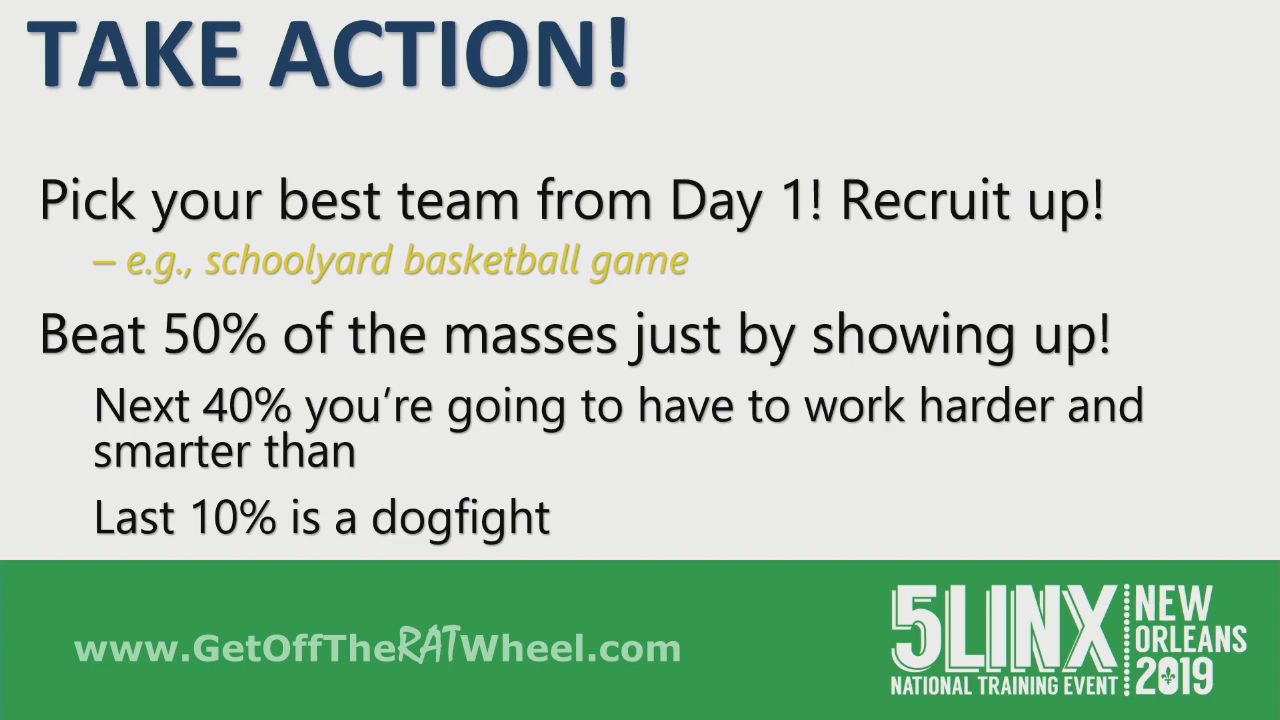 TAKE ACTION!
Pick your best team from Day 1! Recruit up!
– e.g., schoolyard basketball game
Beat 50% of the masses just by showing up!
Next 40% you’re going to have to work harder and
smarter than
Last 10% is a dogfight
www.GetOffTheRATWheel.com
5LINX
NATIONAL TRAINING EVENT
NEW
ORLEANS
2019